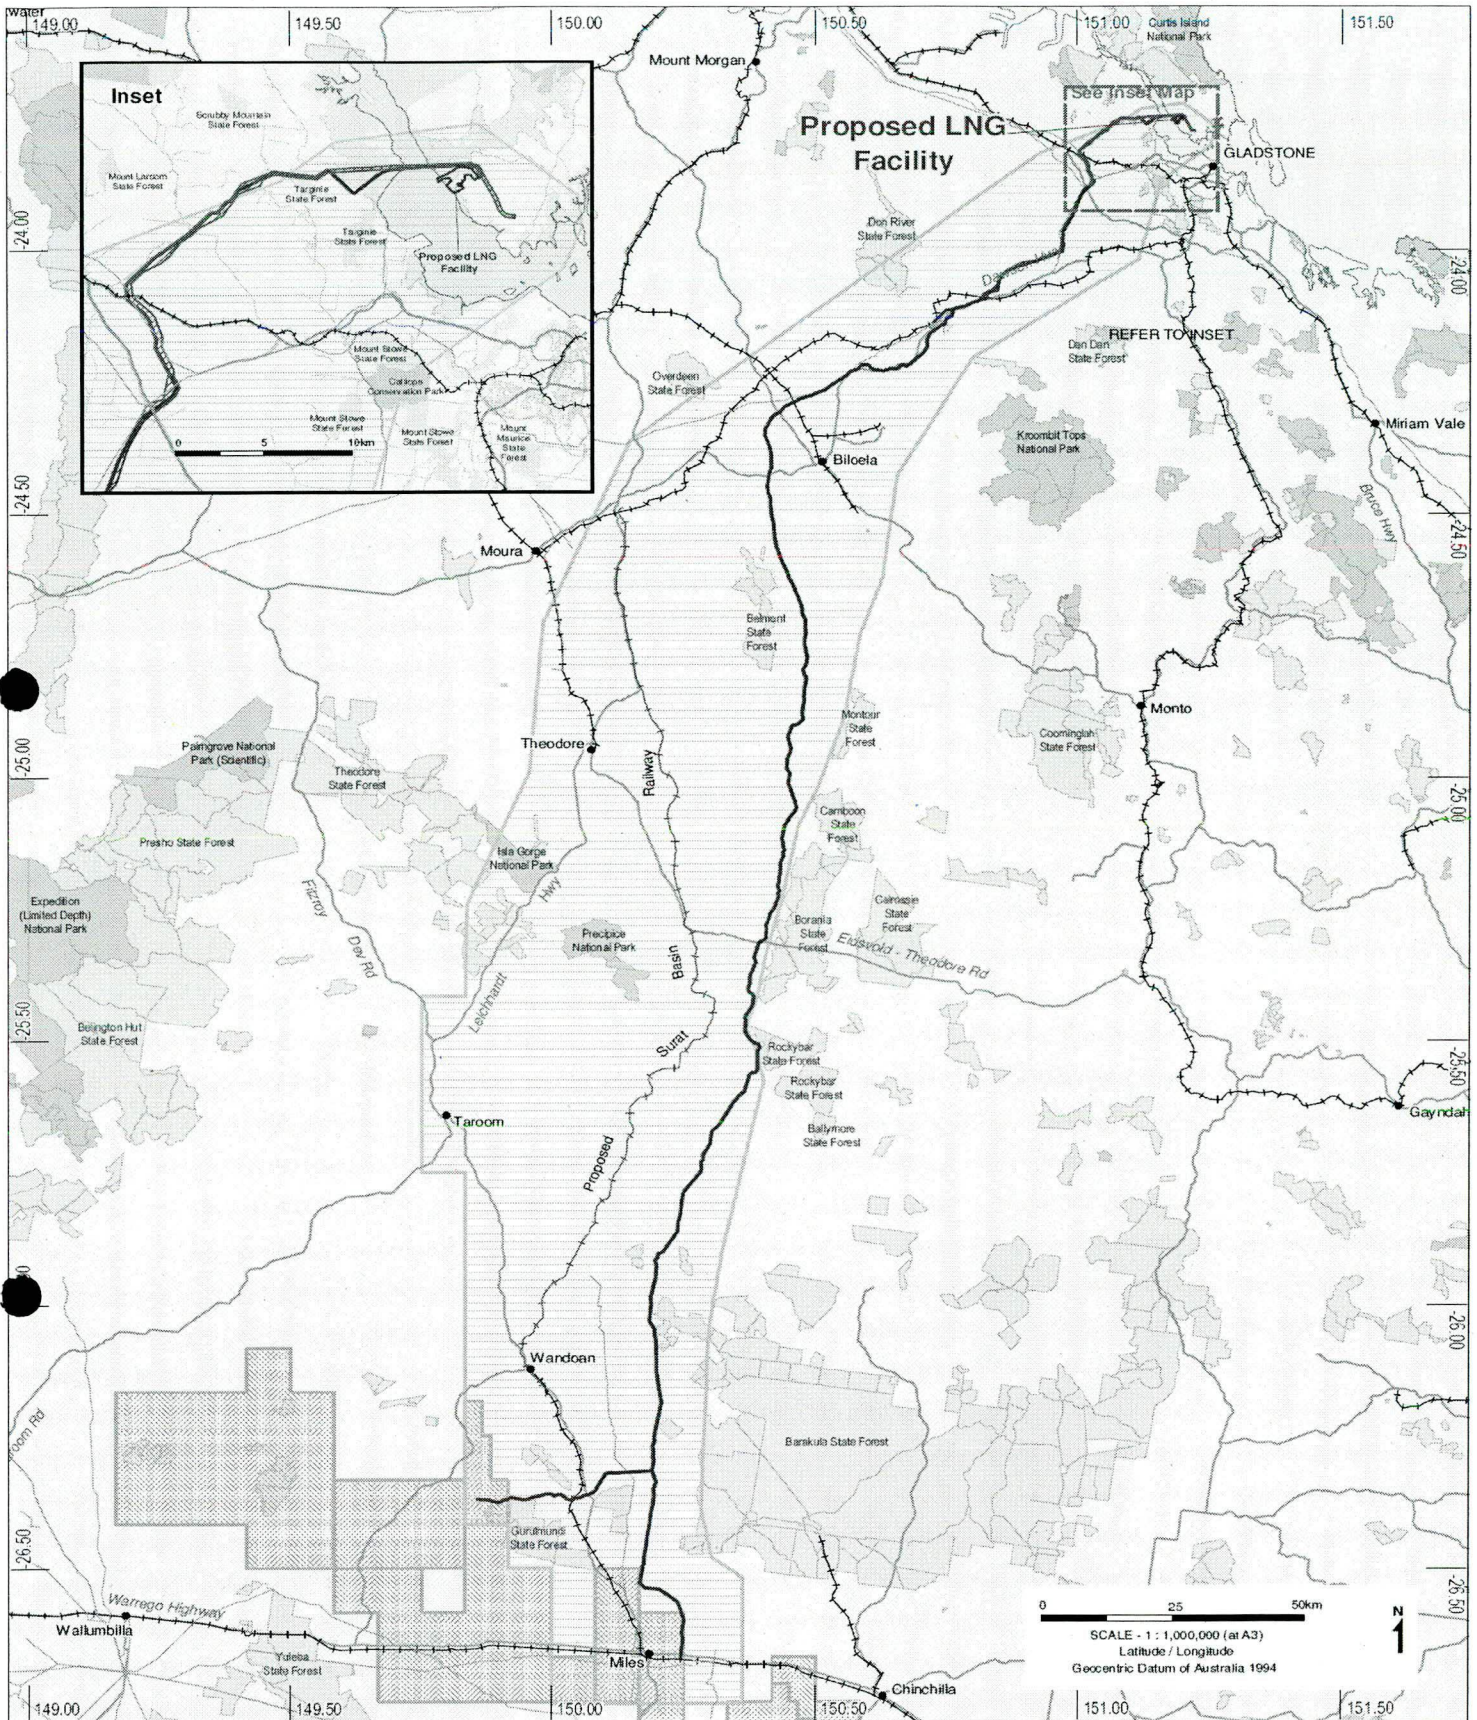 water
149.00
149.50
150.00
150.50
151.00
151.50
Curtis Island
National Park
Mount Morgan
See Inset Map
Proposed LNG
Facility
GLADSTONE
Inset
Scrubby Mountain
State Forest
Mount Larcom
State Forest
Targinie
State Forest
Targinie
State Forest
Proposed LNG
Facility
Mount Stowe
State Forest
Calliope
Conservation Park
Mount Stowe
State Forest
Mount Stowe
State Forest
Mount
Maurice
State
Forest
0
5
10km
-24.00
-24.00
Don River
State Forest
REFER TO INSET
Dan Dan
State Forest
Overdeen
State Forest
Miriam Vale
Kroombit Tops
National Park
Biloela
Bruce Hwy
-24.50
-24.50
Moura
Belmont
State
Forest
Monto
Montour
State
Forest
Coominglah
State Forest
Theodore
Palmgrove National
Park (Scientific)
Theodore
State Forest
Railway
-25.00
-25.00
Camboon
State
Forest
Presho State Forest
Isla Gorge
National Park
Hwy
Expedition
(Limited Depth)
National Park
Fitzroy
Dev Rd
Precipice
National Park
Borania
State
Forest
Cairossie
State
Forest
Eidsvold - Theodore Rd
Basin
Leichhardt
-25.50
-25.50
Belington Hut
State Forest
Surat
Rockybar
State Forest
Rockybar
State Forest
Gayndah
Taroom
Ballymore
State Forest
Proposed
-26.00
Wandoan
Barakula State Forest
room Rd
Gurulmundi
State Forest
-26.50
-26.50
Warrego Highway
Wallumbilla
Yuleba
State Forest
Miles
Chinchilla
0
25
50km
SCALE - 1 : 1,000,000 (at A3)
Latitude / Longitude
Geocentric Datum of Australia 1994
N
149.00
149.50
150.00
150.50
151.00
151.50